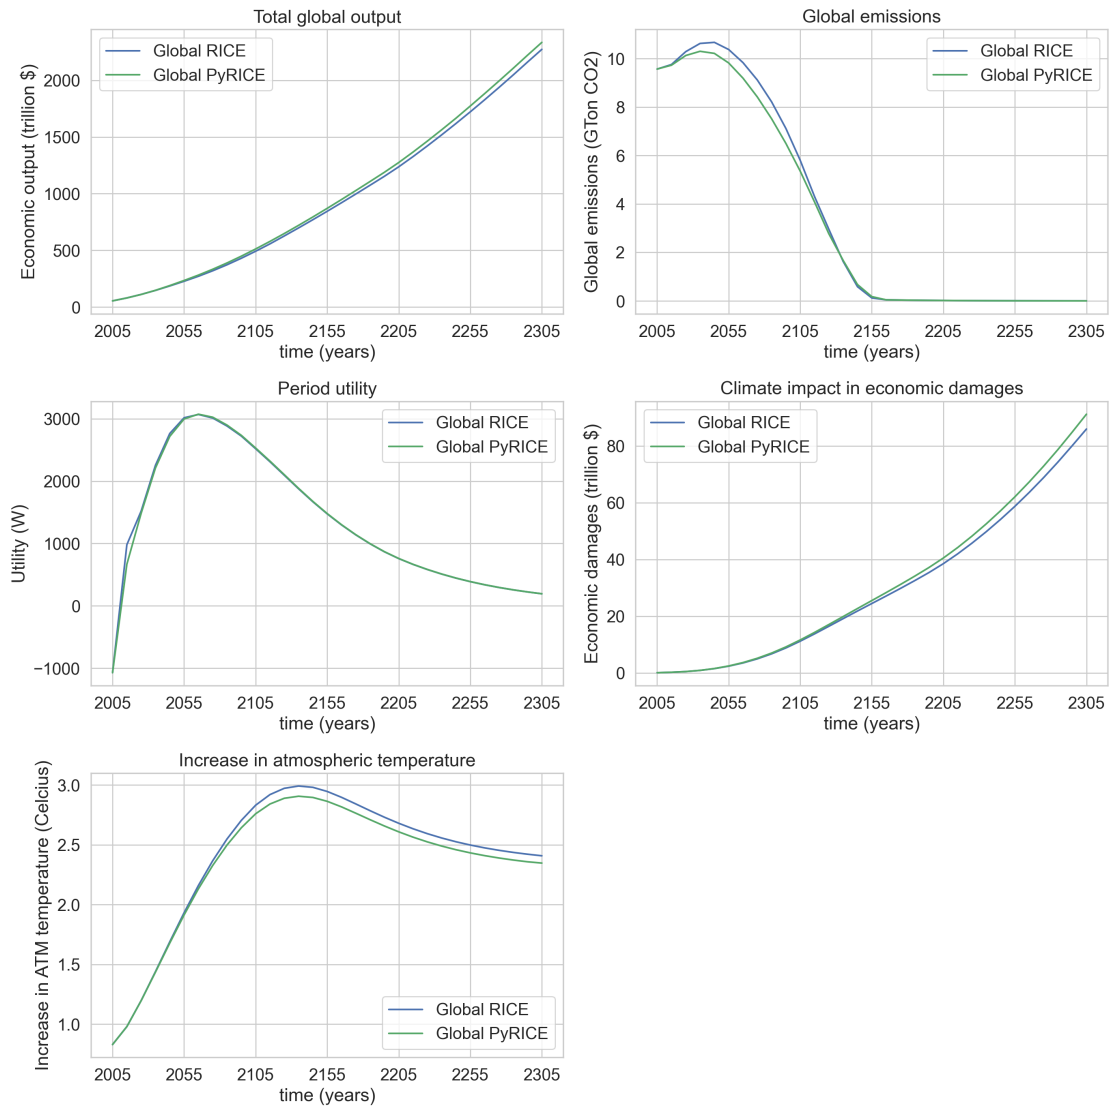 Total global output
Economic output (trillion $)
2000
1500
1000
500
0
Global RICE
Global PyRICE
2005 2055 2105 2155 2205 2255 2305
time (years)
Global emissions
Global emissions (GTon CO2)
10
8
6
4
2
0
Global RICE
Global PyRICE
2005 2055 2105 2155 2205 2255 2305
time (years)
Period utility
Utility (W)
3000
2000
1000
0
−1000
Global RICE
Global PyRICE
2005 2055 2105 2155 2205 2255 2305
time (years)
Climate impact in economic damages
Economic damages (trillion $)
80
60
40
20
0
Global RICE
Global PyRICE
2005 2055 2105 2155 2205 2255 2305
time (years)
Increase in atmospheric temperature
Increase in ATM temperature (Celcius)
3.0
2.5
2.0
1.5
1.0
Global RICE
Global PyRICE
2005 2055 2105 2155 2205 2255 2305
time (years)